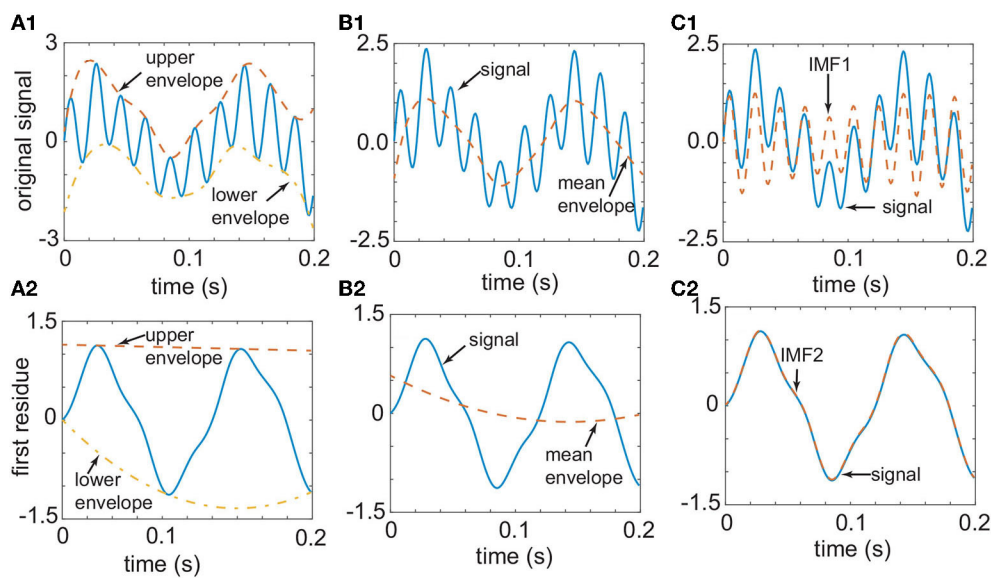 A1
original signal
3
0
-3
upper
envelope
lower
envelope
0
0.1
0.2
time (s)
B1
2.5
0.0
-2.5
signal
mean
envelope
0
0.1
0.2
time (s)
C1
2.5
0.0
-2.5
IMF1
signal
0
0.1
0.2
time (s)
A2
first residue
1.5
0
-1.5
upper
envelope
lower
envelope
0
0.1
0.2
time (s)
B2
1.5
0
-1.5
signal
mean
envelope
0
0.1
0.2
time (s)
C2
1.5
0
-1.5
IMF2
signal
0
0.1
0.2
time (s)